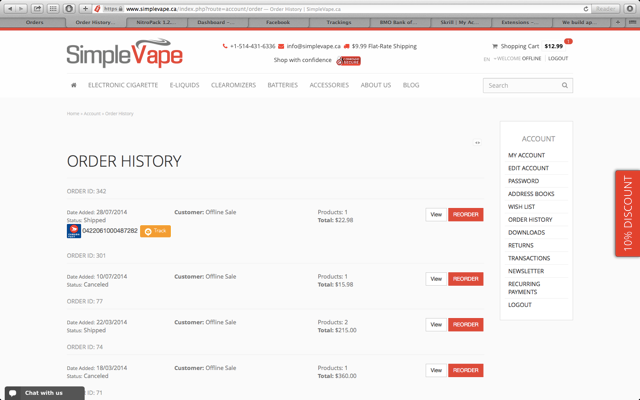 https www.simplevape.ca/index.php?route=account/order — Order History | SimpleVape.ca
Reader
Orders
Order History...
NitroPack 1.2...
Dashboard –...
Facebook
Trackings
BMO Bank of...
Skrill | My Ac...
Extensions –...
We build ap...
SimpleVape
+1-514-431-6336 info@simplevape.ca $9.99 Flat-Rate Shipping
Shop with confidence
Shopping Cart $12.99 1
EN WELCOME OFFLINE LOGOUT
ELECTRONIC CIGARETTE E-LIQUIDS CLEAROMIZERS BATTERIES ACCESSORIES ABOUT US BLOG
Search
Home » Account » Order History
ORDER HISTORY
ORDER ID: 342
Date Added: 28/07/2014 Customer: Offline Sale Products: 1
Status: Shipped Total: $22.98
View REORDER
0422061000487282 Track
ORDER ID: 301
Date Added: 10/07/2014 Customer: Offline Sale Products: 1
Status: Canceled Total: $15.98
View REORDER
ORDER ID: 77
Date Added: 22/03/2014 Customer: Offline Sale Products: 2
Status: Shipped Total: $215.00
View REORDER
ORDER ID: 74
Date Added: 18/03/2014 Customer: Offline Sale Products: 1
Status: Canceled Total: $360.00
View REORDER
ORDER ID: 71
ACCOUNT
MY ACCOUNT
EDIT ACCOUNT
PASSWORD
ADDRESS BOOKS
WISH LIST
ORDER HISTORY
DOWNLOADS
RETURNS
TRANSACTIONS
NEWSLETTER
RECURRING
PAYMENTS
LOGOUT
10% DISCOUNT
Chat with us